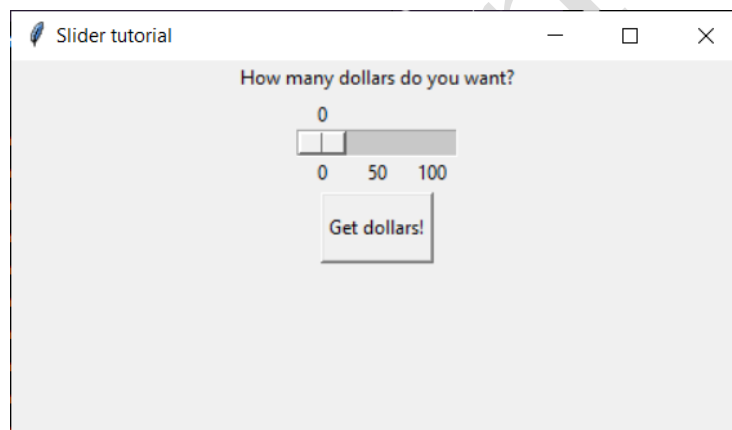 Slider tutorial
How many dollars do you want?
0
0 50 100
Get dollars!